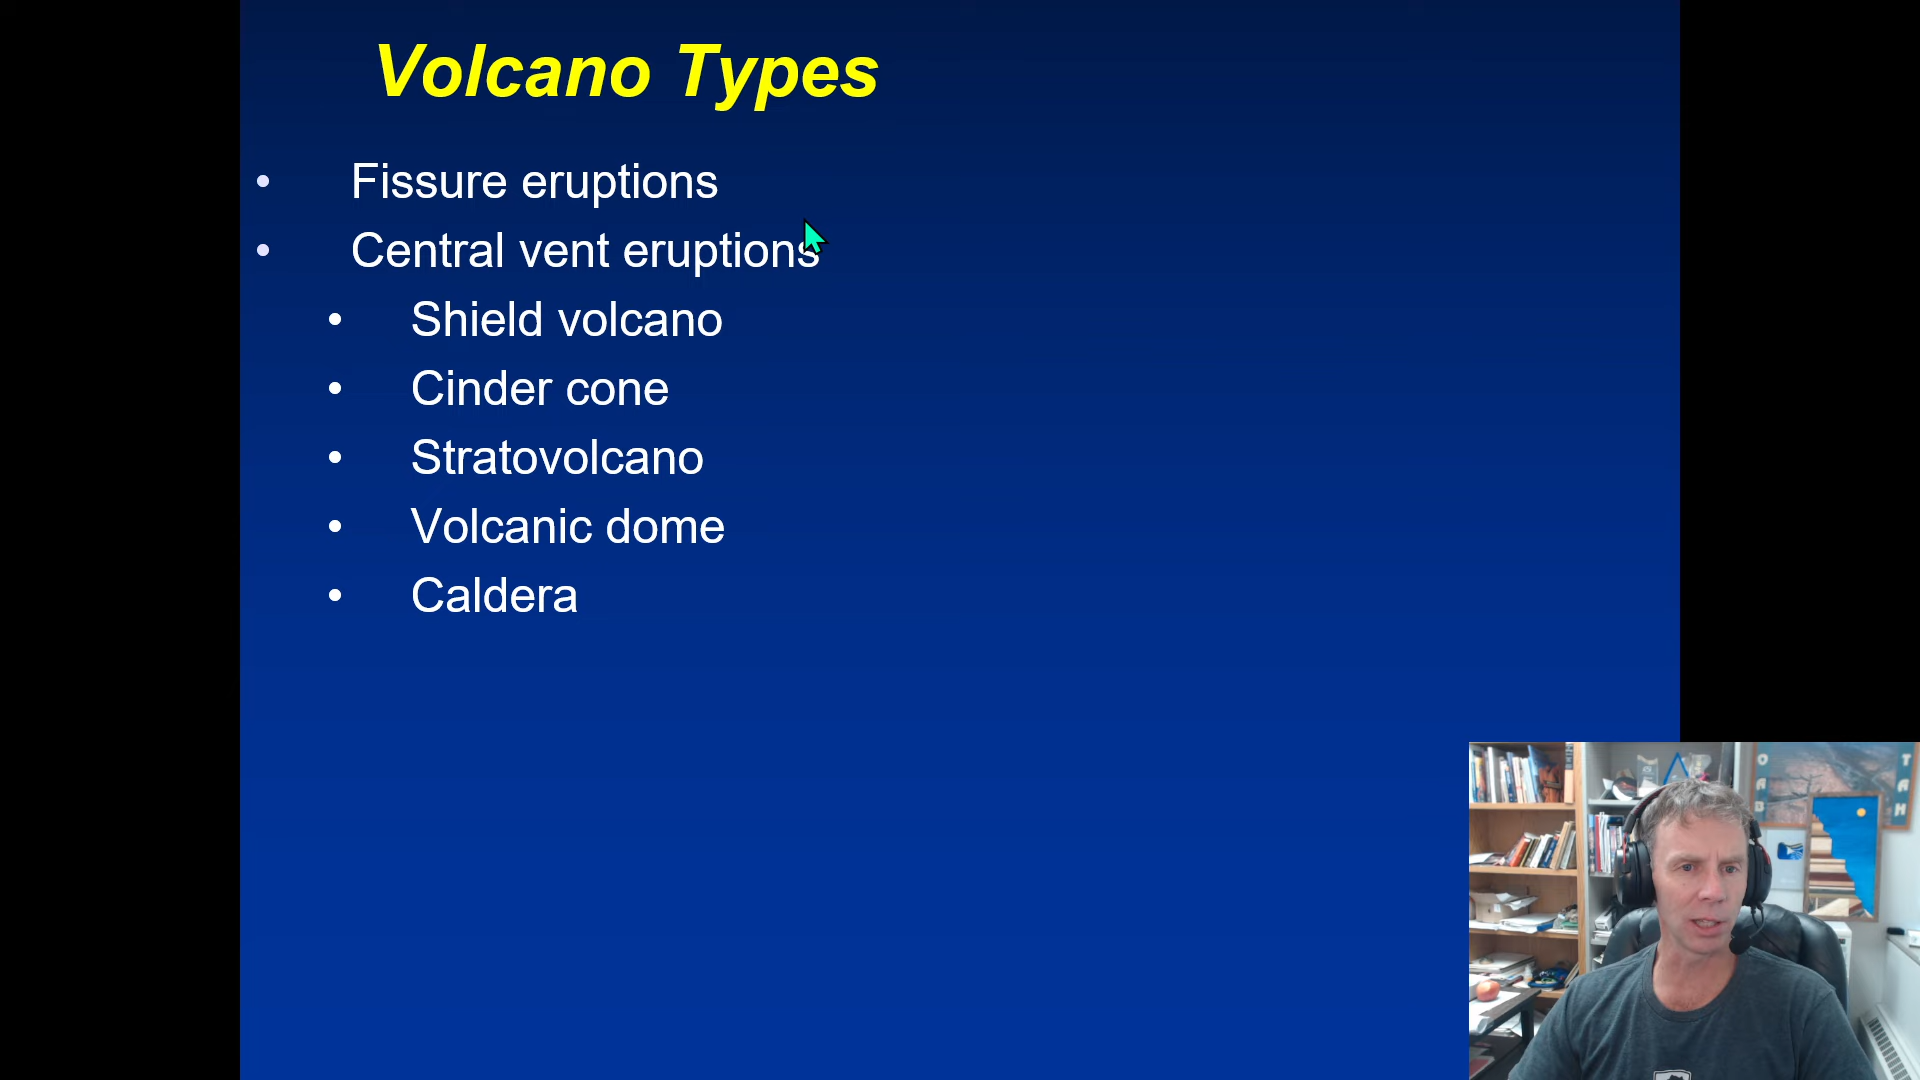 Volcano Types
• Fissure eruptions
• Central vent eruptions
• Shield volcano
• Cinder cone
• Stratovolcano
• Volcanic dome
• Caldera